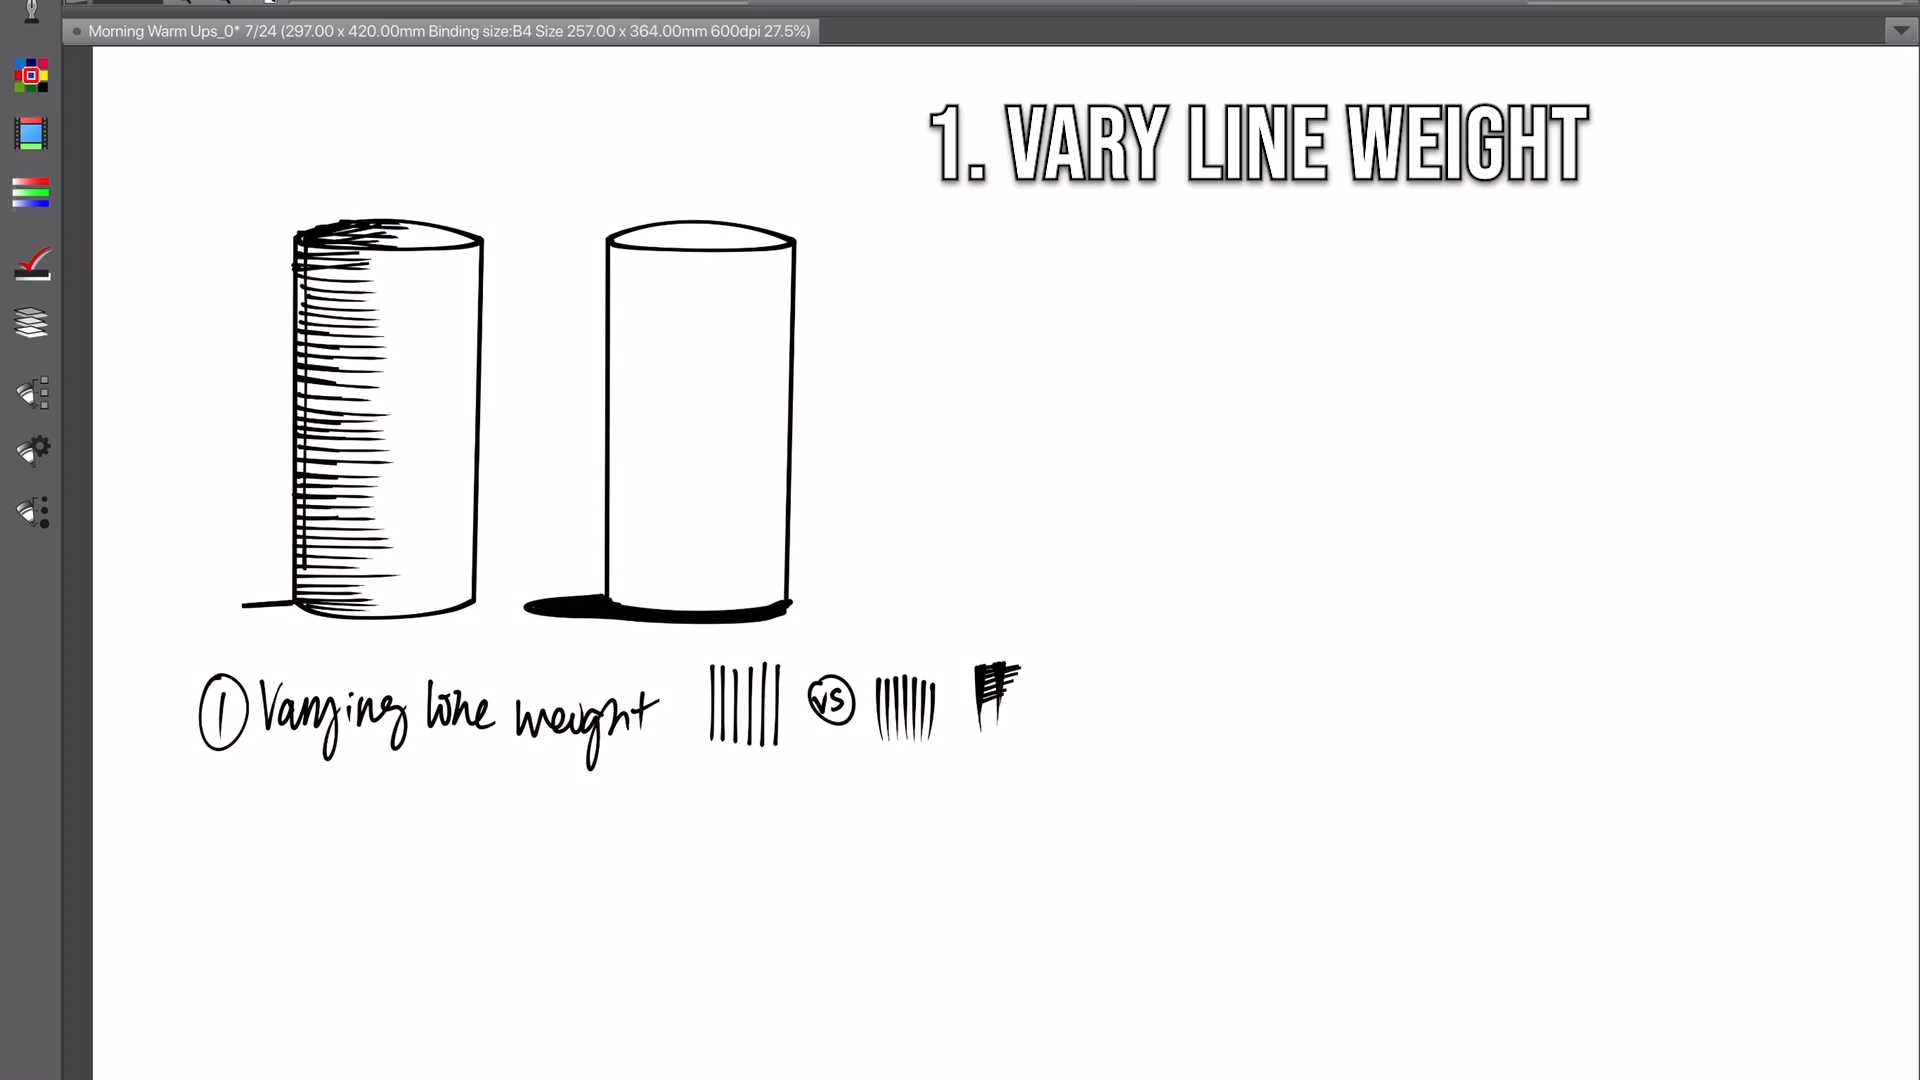 Morning Warm Ups_0* 7/24 (297.00 x 420.00mm Binding size:B4 Size 257.00 x 364.00mm 600dpi 27.5%)
1. VARY LINE WEIGHT
① Varying line weight vs